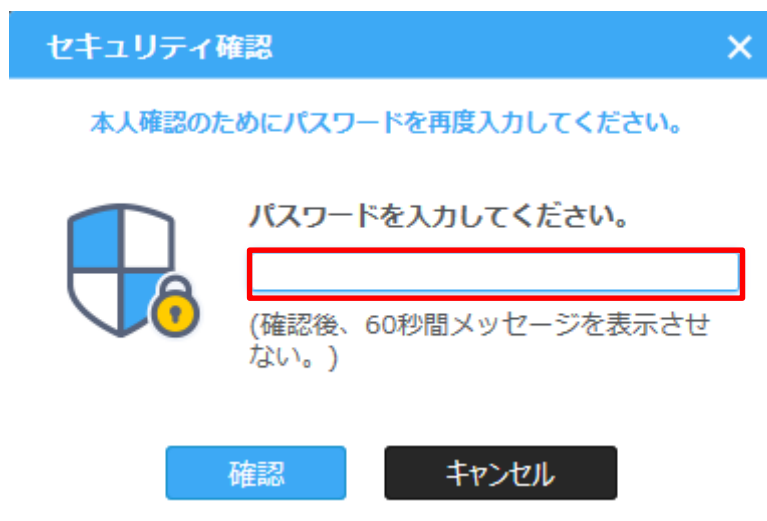 セキュリティ確認
本人確認のためにパスワードを再度入力してください。
パスワードを入力してください。
(確認後、60秒間メッセージを表示させ
ない。)
確認
キャンセル